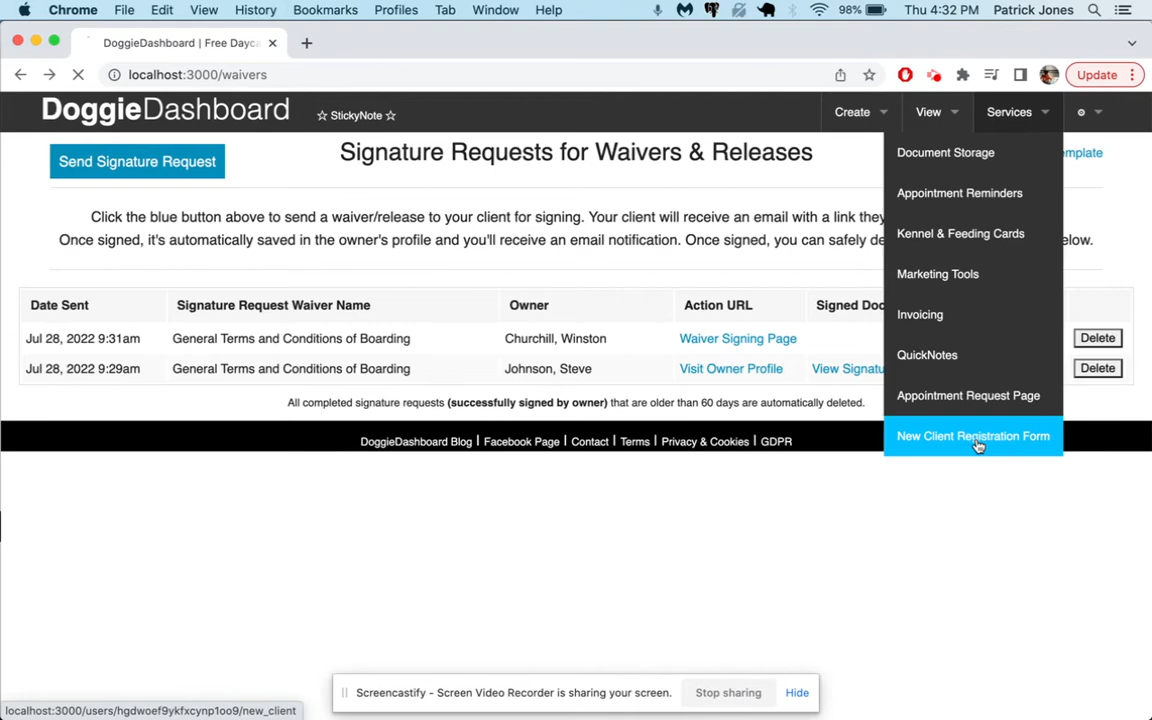 Chrome File Edit View History Bookmarks Profiles Tab Window Help 98% Thu 4:32 PM Patrick Jones
DoggieDashboard | Free Dayca
localhost:3000/waivers Update
DoggieDashboard ☆ StickyNote ☆ Create View Services
Send Signature Request Signature Requests for Waivers & Releases emplate
Document Storage
Appointment Reminders
Kennel & Feeding Cards
Marketing Tools
Invoicing
QuickNotes
Appointment Request Page
New Client Registration Form
Click the blue button above to send a waiver/release to your client for signing. Your client will receive an email with a link they
Once signed, it's automatically saved in the owner's profile and you'll receive an email notification. Once signed, you can safely de elow.
Date Sent Signature Request Waiver Name Owner Action URL Signed Doc
Jul 28, 2022 9:31am General Terms and Conditions of Boarding Churchill, Winston Waiver Signing Page Delete
Jul 28, 2022 9:29am General Terms and Conditions of Boarding Johnson, Steve Visit Owner Profile View Signatu Delete
All completed signature requests (successfully signed by owner) that are older than 60 days are automatically deleted.
DoggieDashboard Blog | Facebook Page | Contact | Terms | Privacy & Cookies | GDPR
Screencastify - Screen Video Recorder is sharing your screen. Stop sharing Hide
localhost:3000/users/hgdwoef9ykfxcynp1oo9/new_client